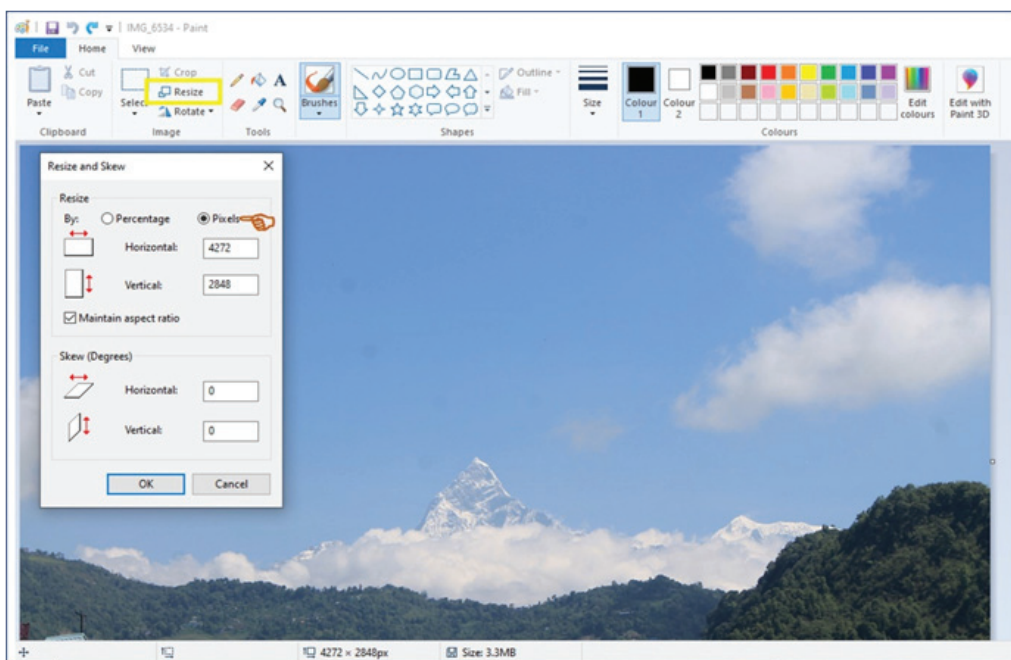 IMG_6534 - Paint
File Home View
Paste
Cut
Copy
Clipboard
Select
Crop
Resize
Rotate
Image
A
Tools
Brushes
Outline
Fill
Shapes
Size
Colour 1
Colour 2
Edit colours
Edit with Paint 3D
Colours
Resize and Skew
Resize
By: Percentage Pixels
Horizontal: 4272
Vertical: 2848
Maintain aspect ratio
Skew (Degrees)
Horizontal: 0
Vertical: 0
OK Cancel
4272 × 2848px Size: 3.3MB